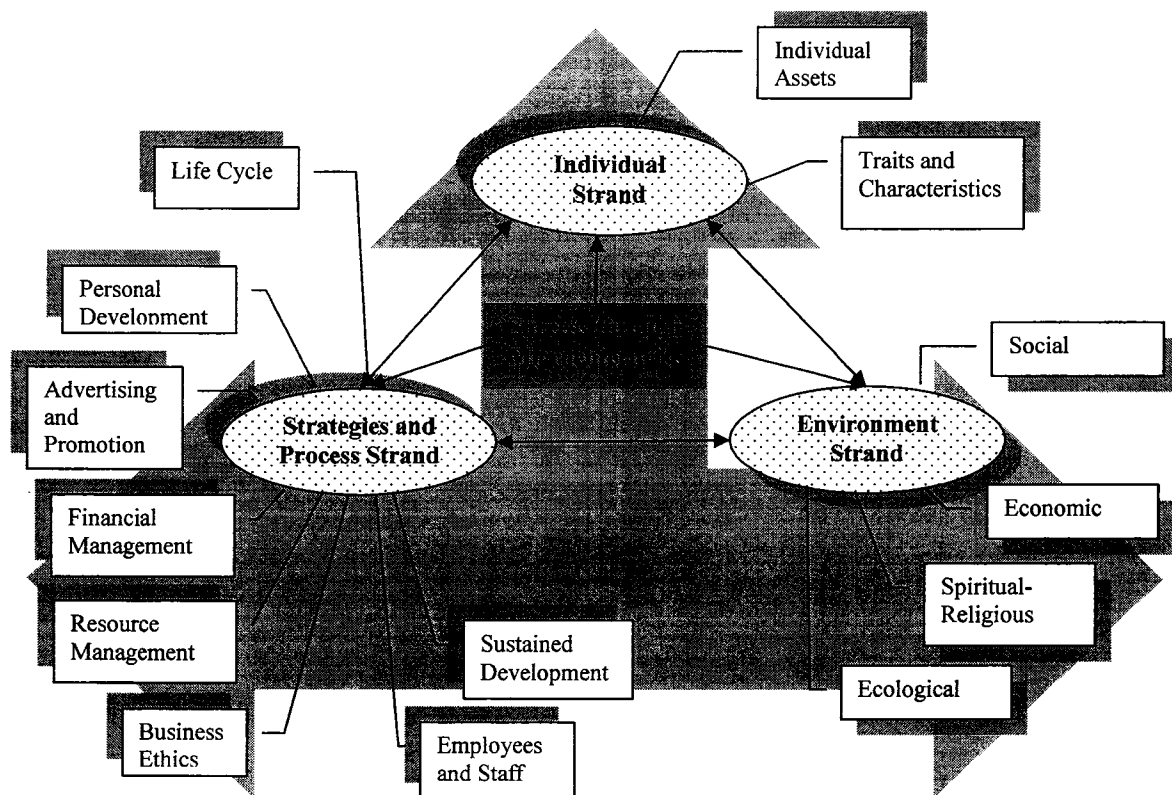 Individual
Assets
Life Cycle
Individual
Strand
Traits and
Characteristics
Personal
Development
Social
Advertising
and
Promotion
Strategies and
Process Strand
Environment
Strand
Financial
Management
Economic
Spiritual-
Religious
Resource
Management
Sustained
Development
Ecological
Business
Ethics
Employees
and Staff